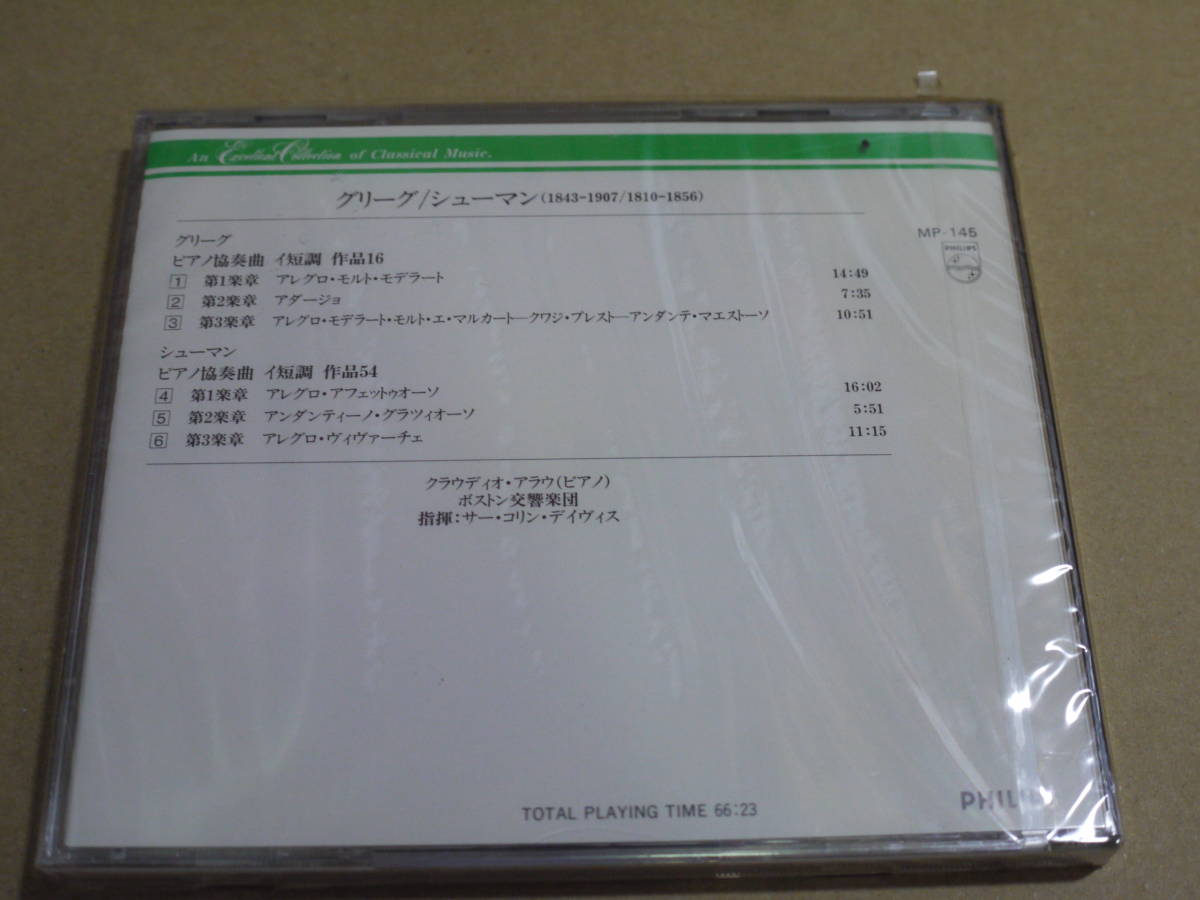 An Excellent Collection of Classical Music.
グリーグ/シューマン(1843-1907/1810-1856)
MP-145
PHILIPS
グリーグ
ピアノ協奏曲 イ短調 作品16
1 第1楽章 アレグロ・モルト・モデラート 14:49
2 第2楽章 アダージョ 7:35
3 第3楽章 アレグロ・モデラート・モルト・エ・マルカート—クワジ・プレスト—アンダンテ・マエストーソ 10:51
シューマン
ピアノ協奏曲 イ短調 作品54
4 第1楽章 アレグロ・アフェットゥオーソ 16:02
5 第2楽章 アンダンティーノ・グラツィオーソ 5:51
6 第3楽章 アレグロ・ヴィヴァーチェ 11:15
クラウディオ・アラウ(ピアノ)
ボストン交響楽団
指揮:サー・コリン・デイヴィス
TOTAL PLAYING TIME 66:23
PHILIPS